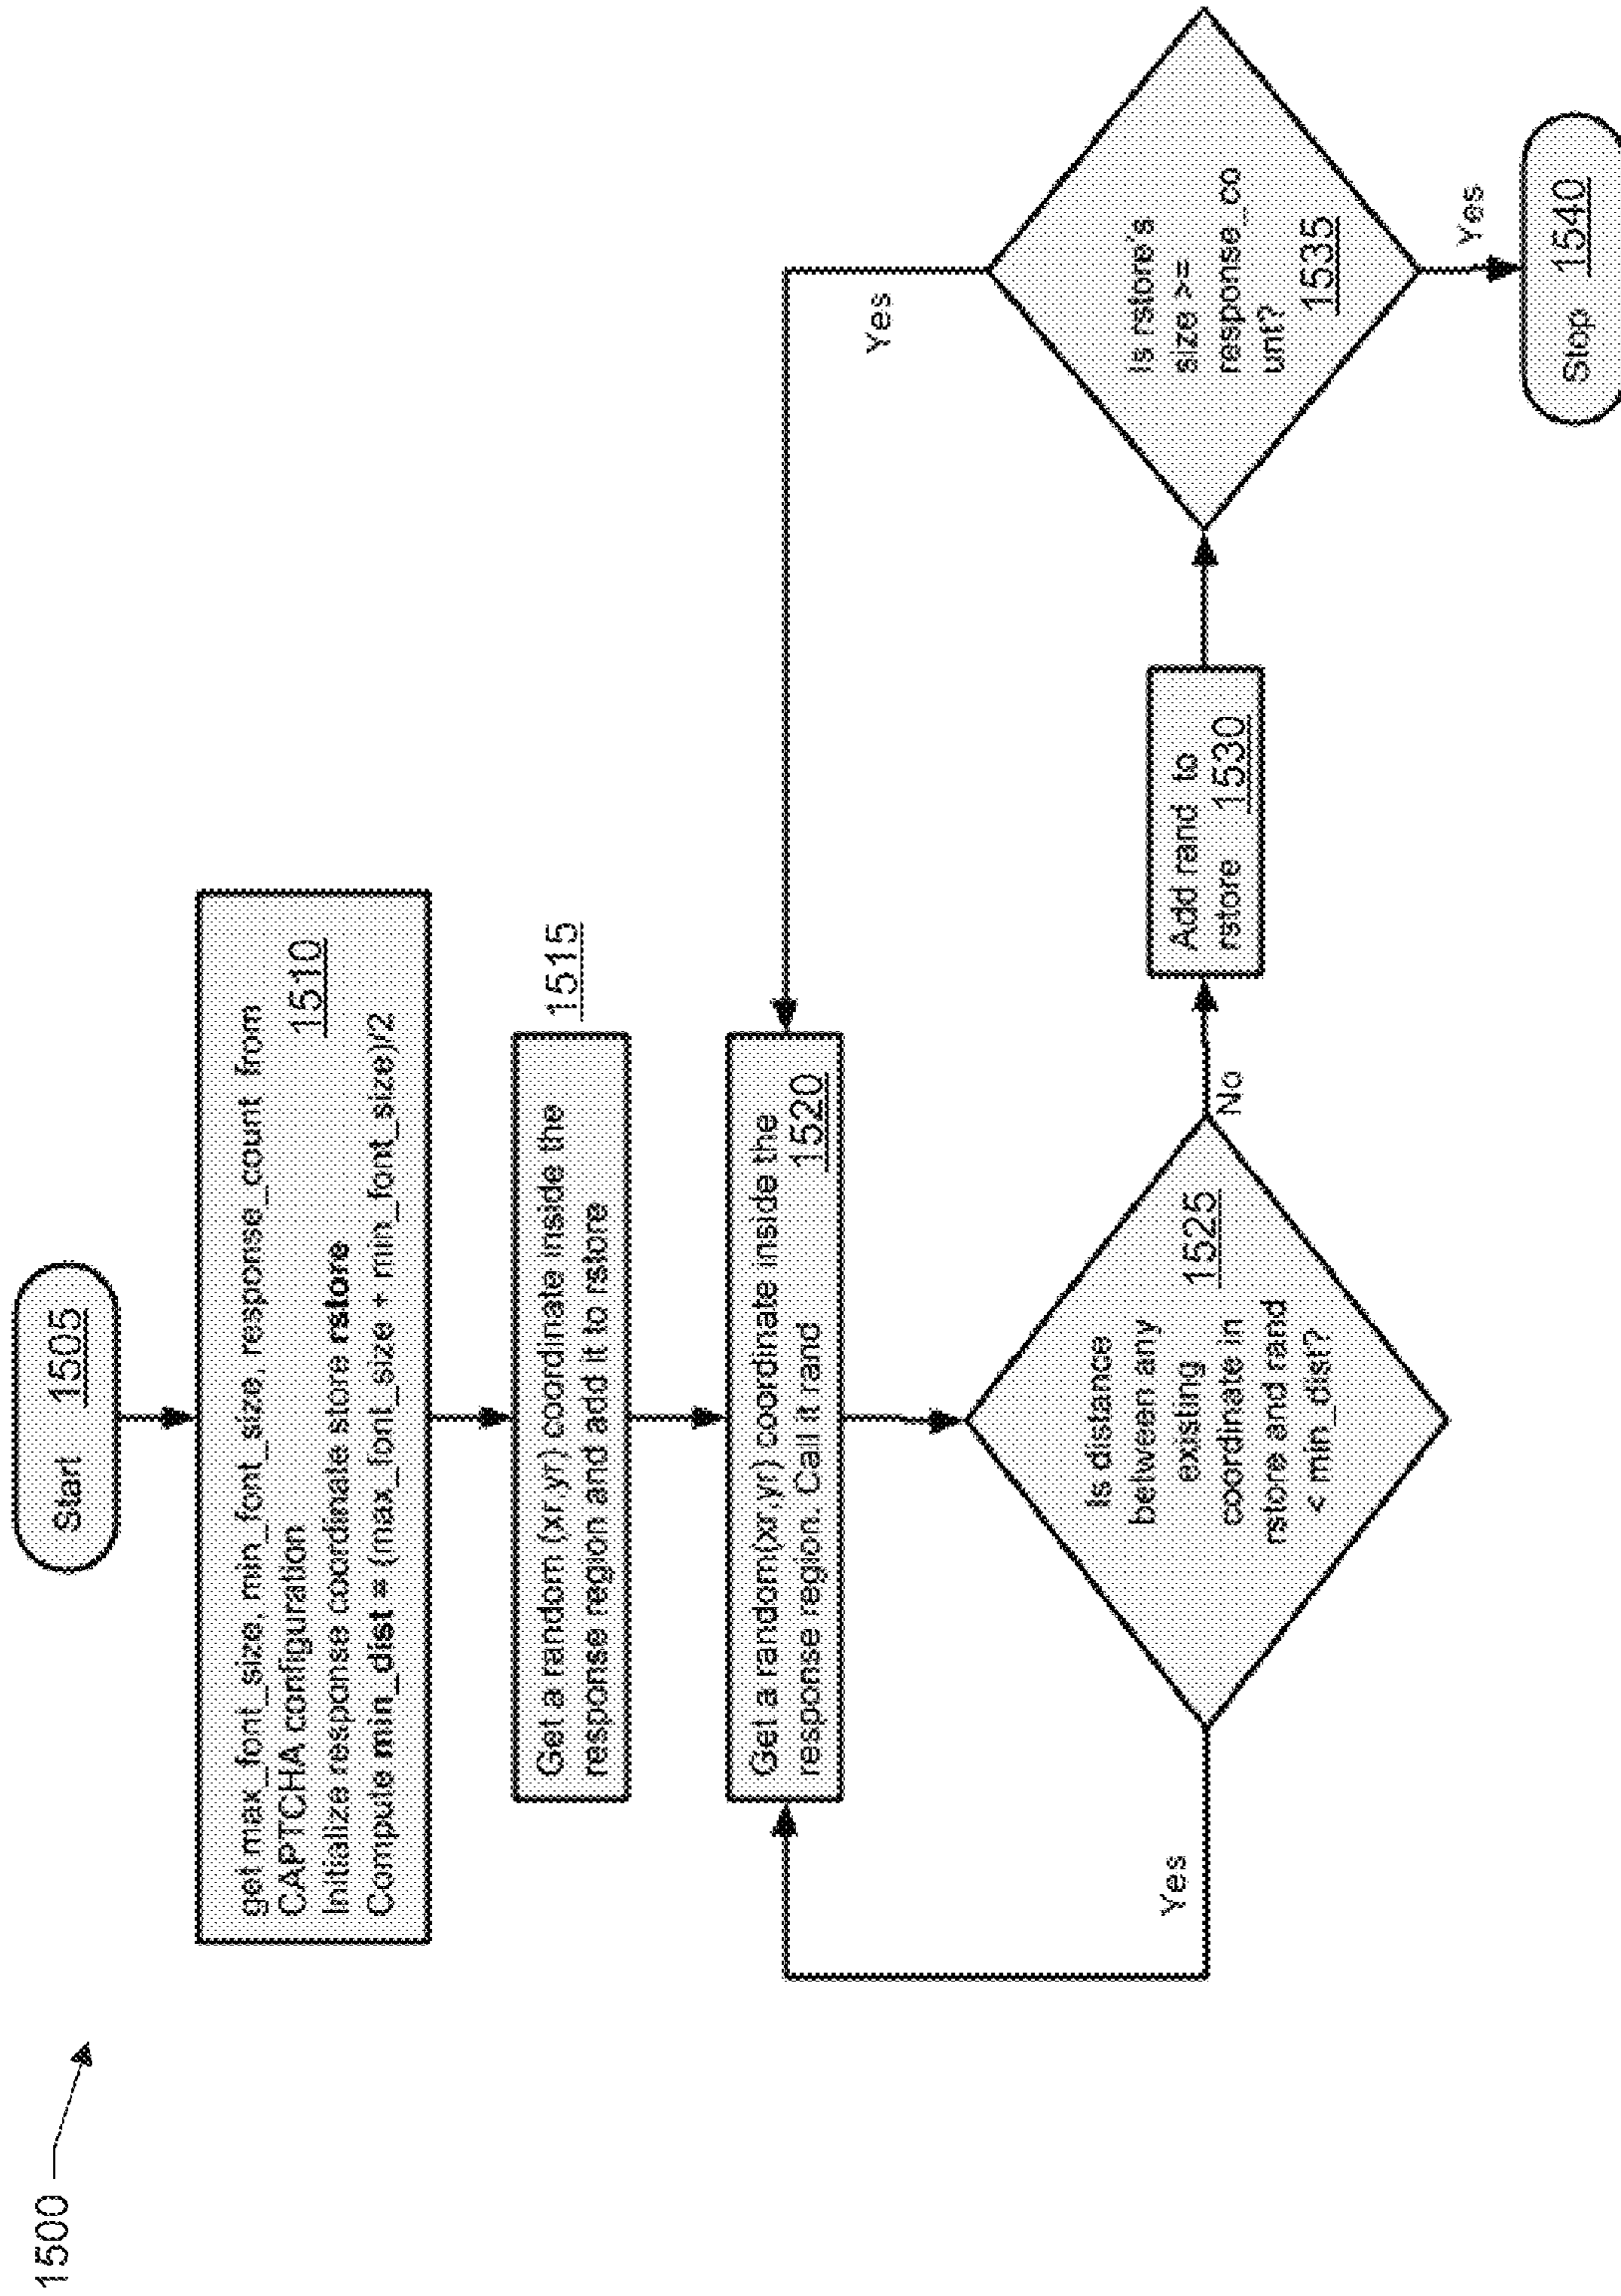 1500
Start 1505
get max_font_size, min_font_size, response_count from
CAPTCHA configuration
1510
Initialize response coordinate store rstore
Compute min_dist = (max_font_size + min_font_size)/2
1515
Get a random (xr,yr) coordinate inside the
response region and add it to rstore
Get a random(xr,yr) coordinate inside the
response region. Call it rand 1520
Yes
Is distance
between any
existing 1525
coordinate in
rstore and rand
< min_dist?
No
Add rand to
rstore 1530
Yes
Is rstore's
size >=
response_co
unt? 1535
Yes
Stop 1540